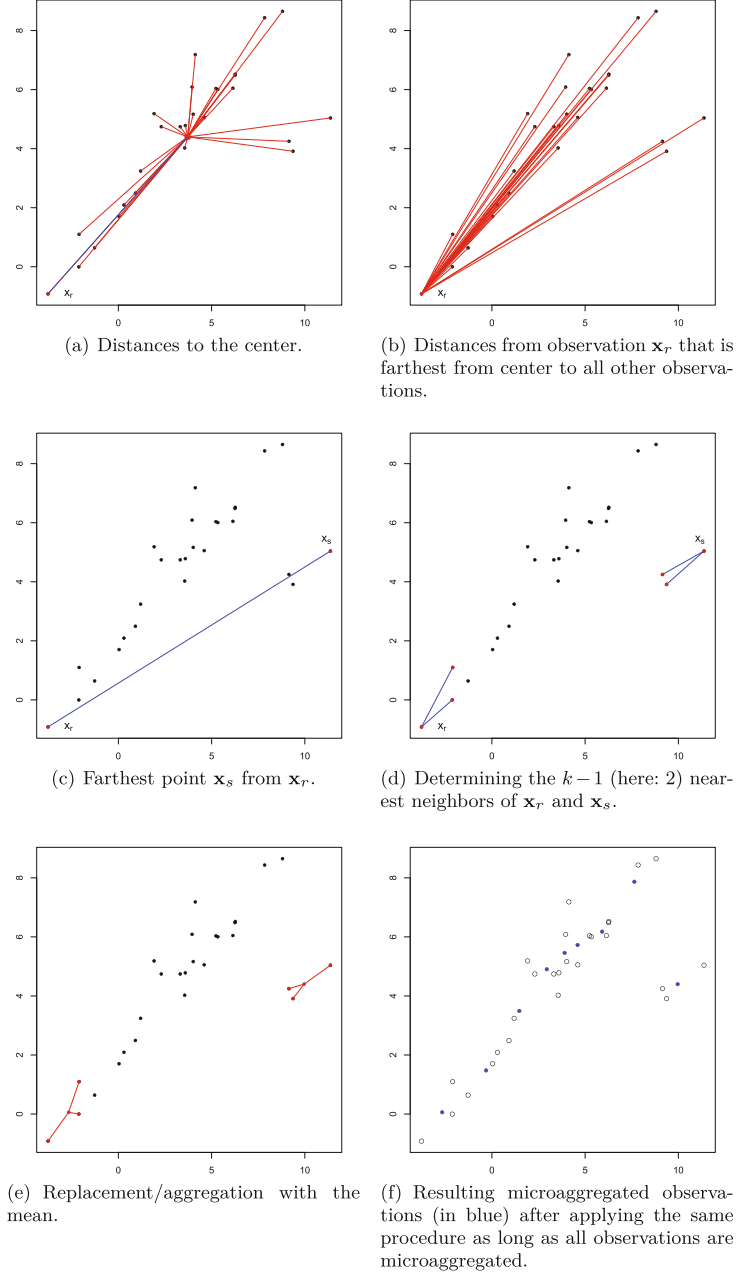 8
6
4
2
0
x_r
0 5 10
(a) Distances to the center.
8
6
4
2
0
x_r
0 5 10
(b) Distances from observation x_r that is
farthest from center to all other observa-
tions.
8
6
4
2
0
x_s
x_r
0 5 10
(c) Farthest point x_s from x_r.
8
6
4
2
0
x_s
x_r
0 5 10
(d) Determining the k−1 (here: 2) near-
est neighbors of x_r and x_s.
8
6
4
2
0
0 5 10
(e) Replacement/aggregation with the
mean.
8
6
4
2
0
0 5 10
(f) Resulting microaggregated observa-
tions (in blue) after applying the same
procedure as long as all observations are
microaggregated.